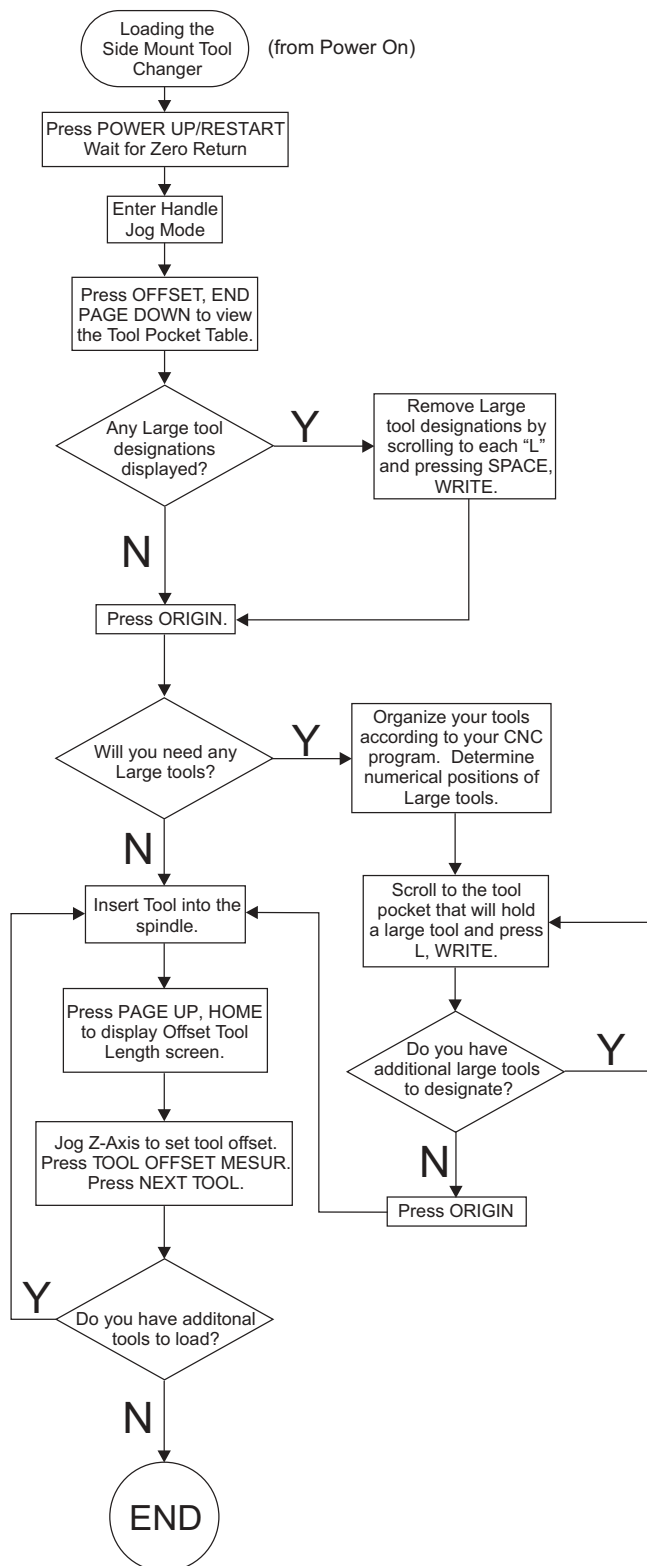 Loading the
Side Mount Tool
Changer
(from Power On)
Press POWER UP/RESTART
Wait for Zero Return
Enter Handle
Jog Mode
Press OFFSET, END
PAGE DOWN to view
the Tool Pocket Table.
Any Large tool
designations
displayed?
Y
Remove Large
tool designations by
scrolling to each “L”
and pressing SPACE,
WRITE.
N
Press ORIGIN.
Will you need any
Large tools?
Y
Organize your tools
according to your CNC
program. Determine
numerical positions of
Large tools.
N
Scroll to the tool
pocket that will hold
a large tool and press
L, WRITE.
Insert Tool into the
spindle.
Press PAGE UP, HOME
to display Offset Tool
Length screen.
Do you have
additional large tools
to designate?
Y
N
Press ORIGIN
Jog Z-Axis to set tool offset.
Press TOOL OFFSET MESUR.
Press NEXT TOOL.
Y
Do you have additonal
tools to load?
N
END